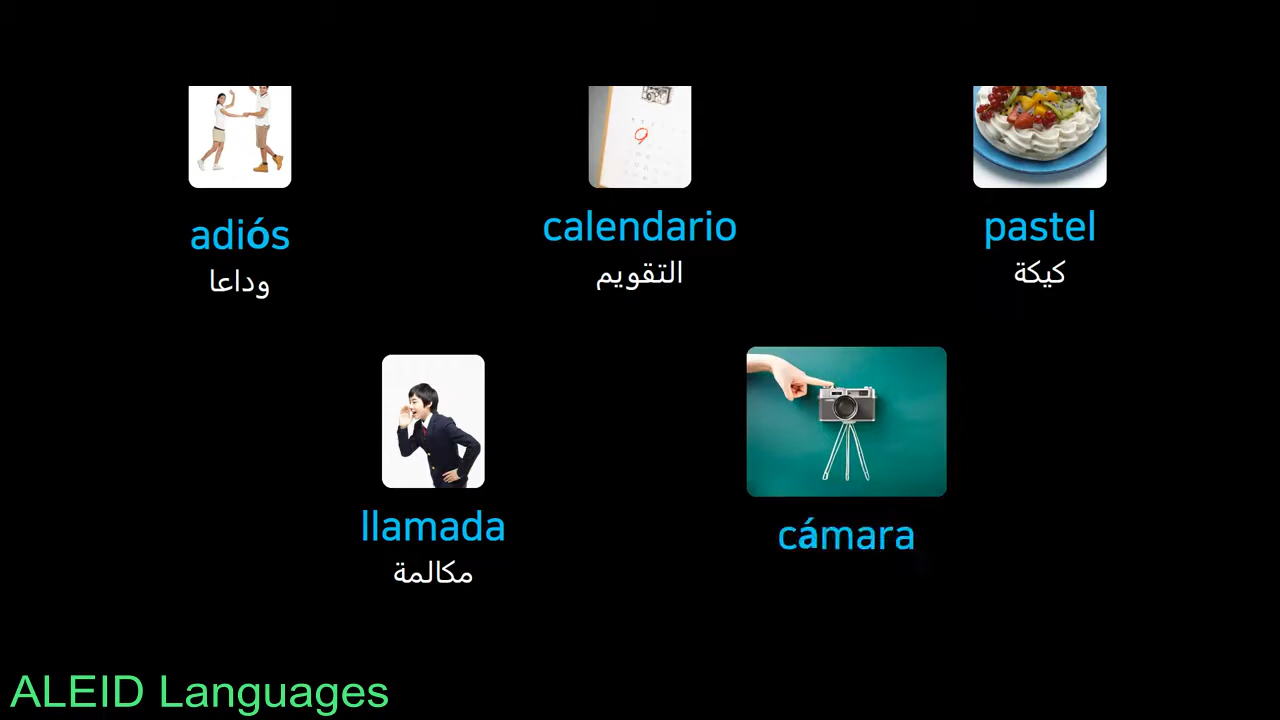 adiós
وداعا
calendario
التقويم
pastel
كيكة
llamada
مكالمة
cámara
ALEID Languages